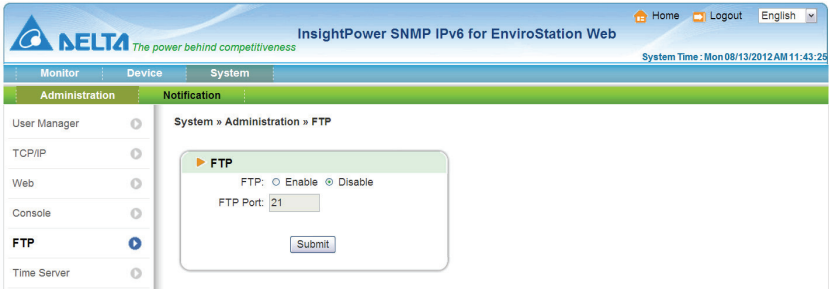 Home Logout English
DELTA The power behind competitiveness
InsightPower SNMP IPv6 for EnviroStation Web
System Time : Mon 08/13/2012 AM 11:43:25
Monitor Device System
Administration Notification
User Manager
TCP/IP
Web
Console
FTP
Time Server
System » Administration » FTP
FTP
FTP: Enable Disable
FTP Port: 21
Submit